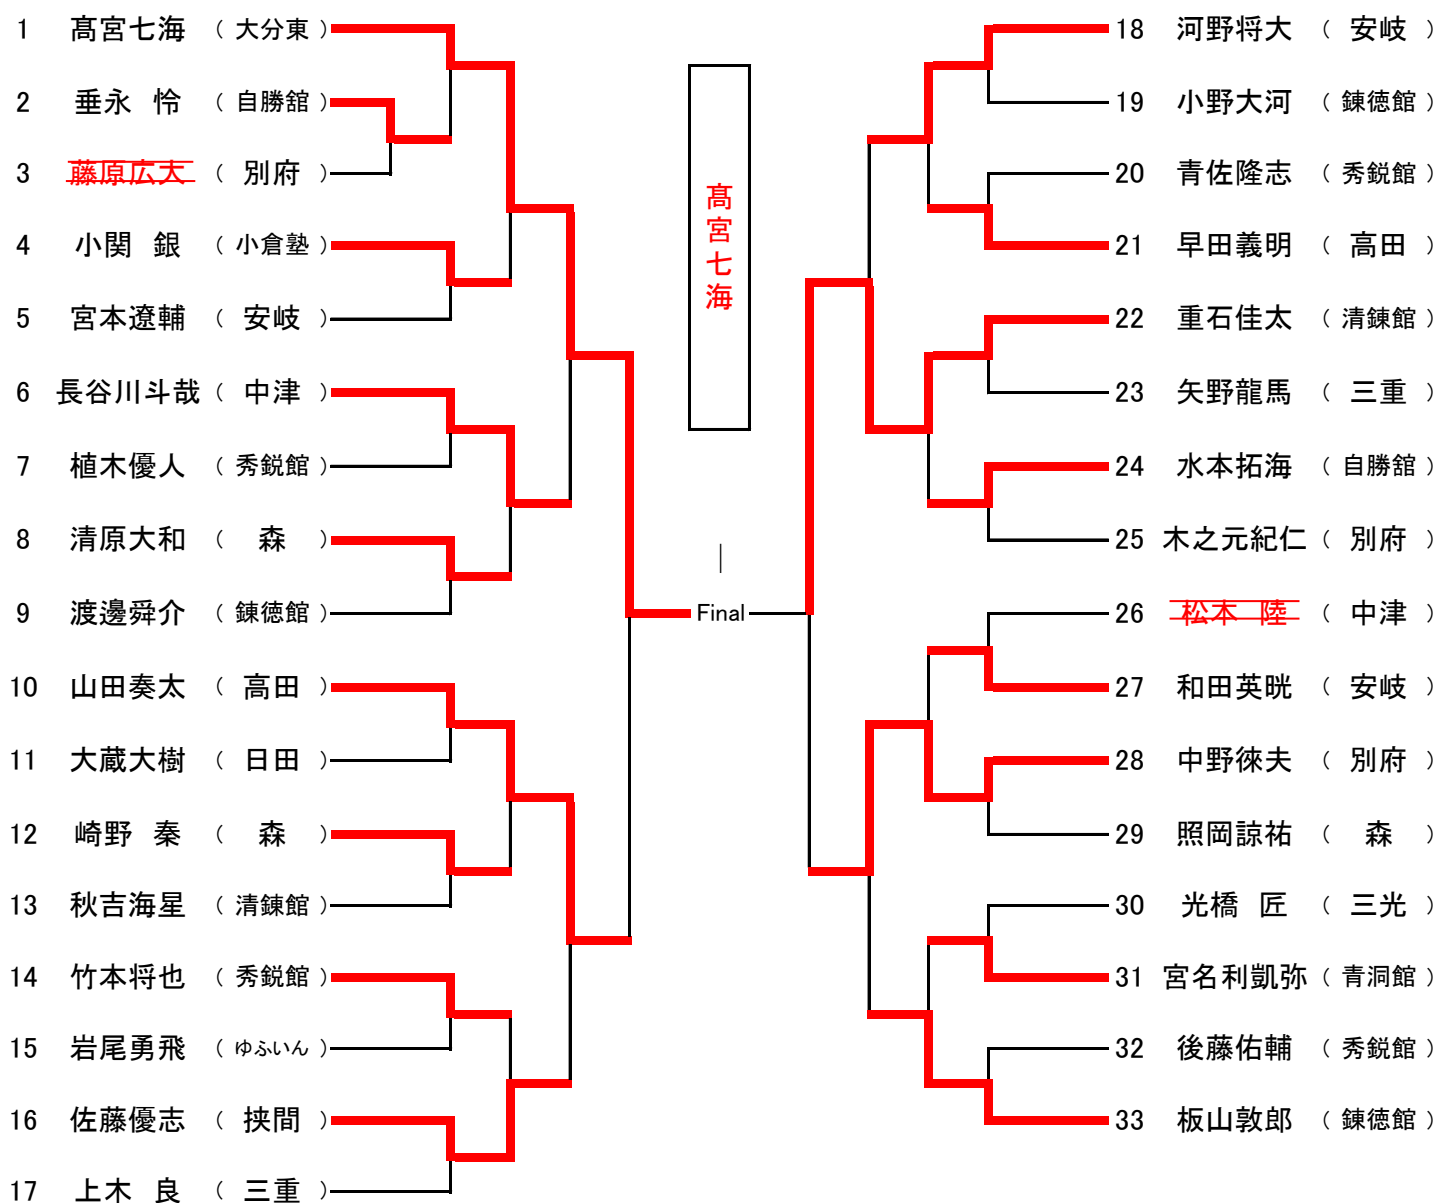 1 髙宮七海 （ 大分東 ）
2 垂永 怜 （ 自勝舘 ）
3 藤原広大 （ 別府 ）
4 小関 銀 （ 小倉塾 ）
5 宮本遼輔 （ 安岐 ）
6 長谷川斗哉 （ 中津 ）
7 植木優人 （ 秀鋭館 ）
8 清原大和 （ 森 ）
9 渡邊舜介 （ 錬徳館 ）
10 山田奏太 （ 高田 ）
11 大蔵大樹 （ 日田 ）
12 崎野 秦 （ 森 ）
13 秋吉海星 （ 清錬館 ）
14 竹本将也 （ 秀鋭館 ）
15 岩尾勇飛 （ ゆふいん ）
16 佐藤優志 （ 挟間 ）
17 上木 良 （ 三重 ）
髙宮七海
｜
Final
18 河野将大 （ 安岐 ）
19 小野大河 （ 錬徳館 ）
20 青佐隆志 （ 秀鋭館 ）
21 早田義明 （ 高田 ）
22 重石佳太 （ 清錬館 ）
23 矢野龍馬 （ 三重 ）
24 水本拓海 （ 自勝舘 ）
25 木之元紀仁 （ 別府 ）
26 松本 陸 （ 中津 ）
27 和田英晄 （ 安岐 ）
28 中野徠夫 （ 別府 ）
29 照岡諒祐 （ 森 ）
30 光橋 匠 （ 三光 ）
31 宮名利凱弥 （ 青洞館 ）
32 後藤佑輔 （ 秀鋭館 ）
33 板山敦郎 （ 錬徳館 ）